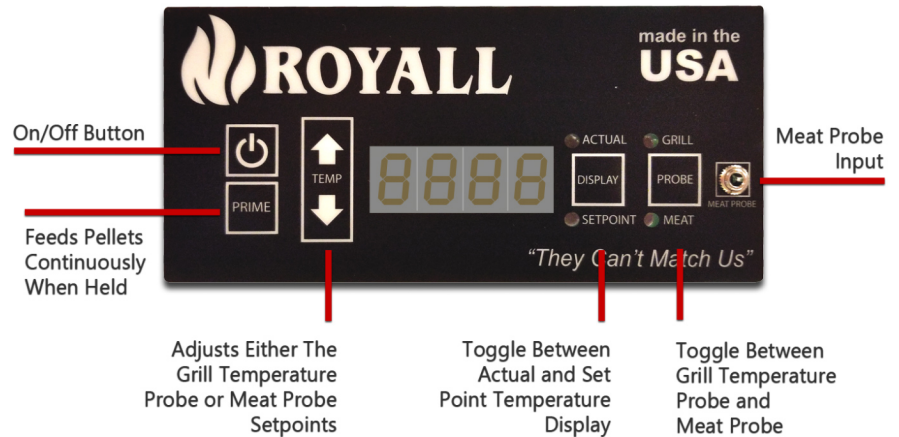 made in the
USA
ROYALL
On/Off Button
TEMP
PRIME
8888
ACTUAL
GRILL
DISPLAY
PROBE
SETPOINT
MEAT
MEAT PROBE
Meat Probe
Input
"They Can't Match Us"
Feeds Pellets
Continuously
When Held
Adjusts Either The
Grill Temperature
Probe or Meat Probe
Setpoints
Toggle Between
Actual and Set
Point Temperature
Display
Toggle Between
Grill Temperature
Probe and
Meat Probe